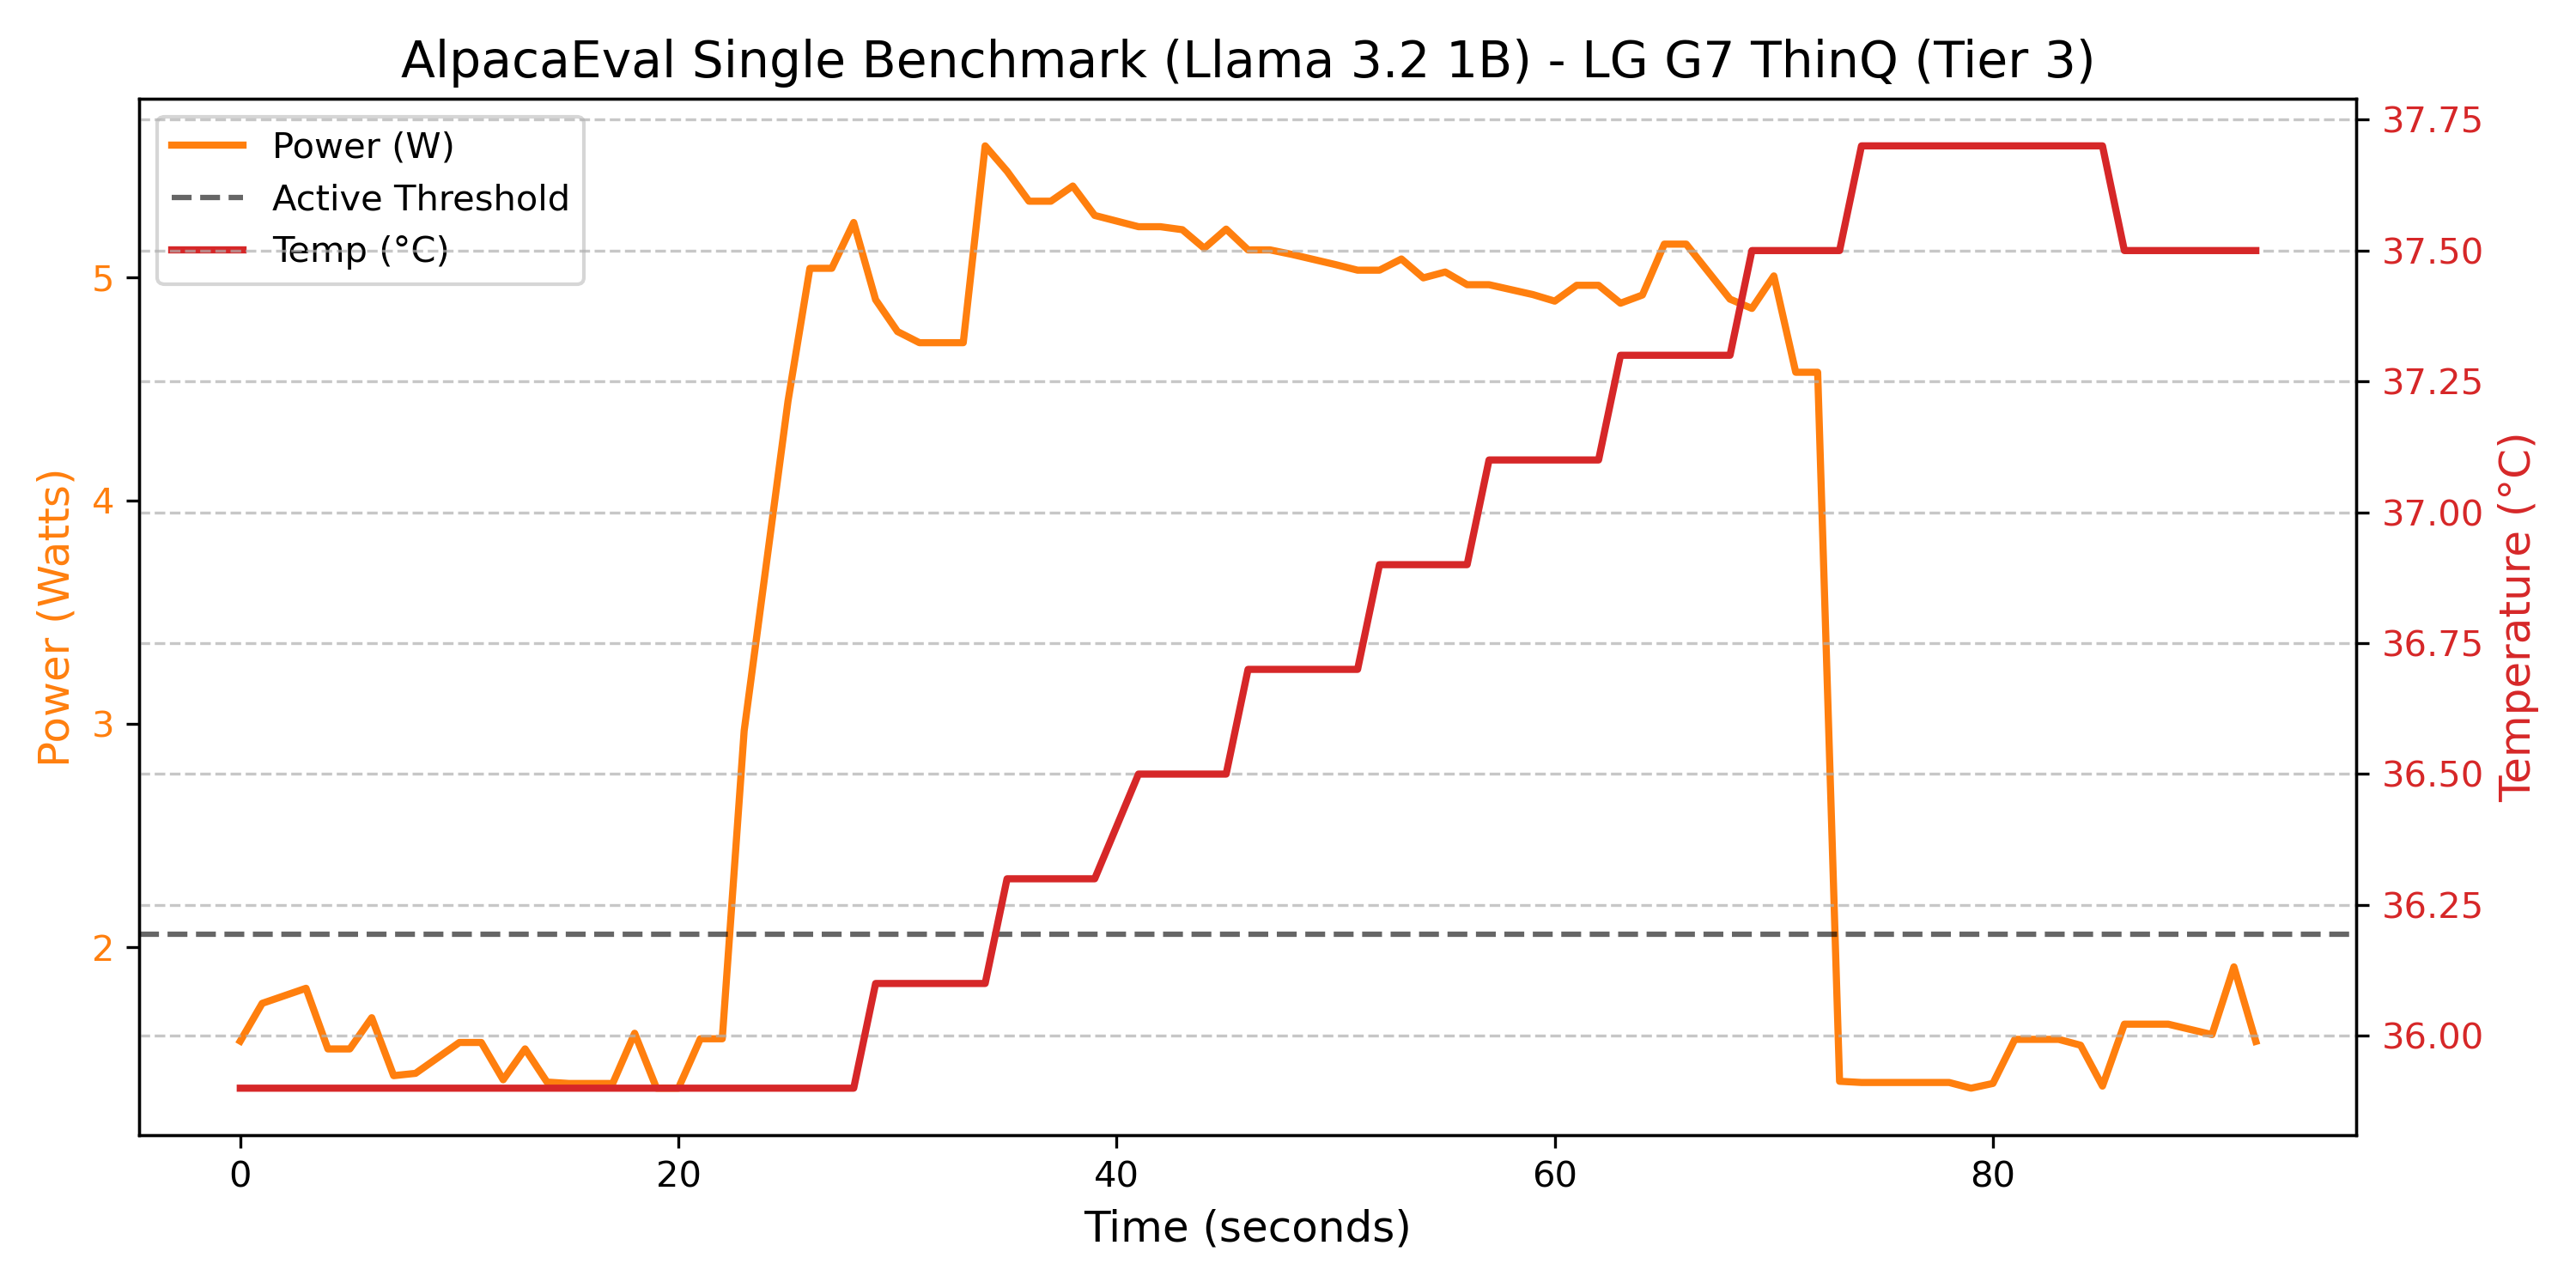 AlpacaEval Single Benchmark (Llama 3.2 1B) - LG G7 ThinQ (Tier 3)
Power (W)
Active Threshold
Temp (°C)
Power (Watts)
5
4
3
2
37.75
37.50
37.25
37.00
36.75
36.50
36.25
36.00
Temperature (°C)
0
20
40
60
80
Time (seconds)